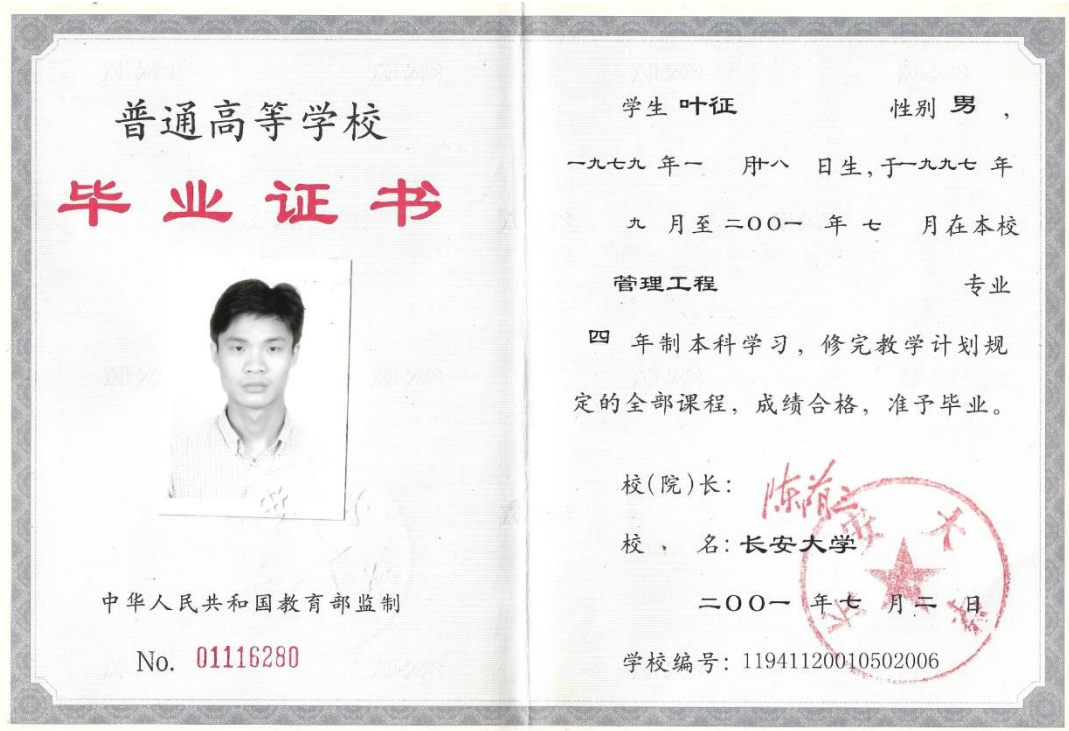 普通高等学校
毕业证书
中华人民共和国教育部监制
No. 01116280
学生 叶征 性别 男，
一九七九 年一 月十八 日生，于一九九七 年
九 月至 二〇〇一 年 七 月在本校
管理工程 专业
四 年制本科学习，修完教学计划规
定的全部课程，成绩合格，准予毕业。
校(院)长：
校、名：长安大学
二〇〇一 年七 月二 日
学校编号：11941120010502006